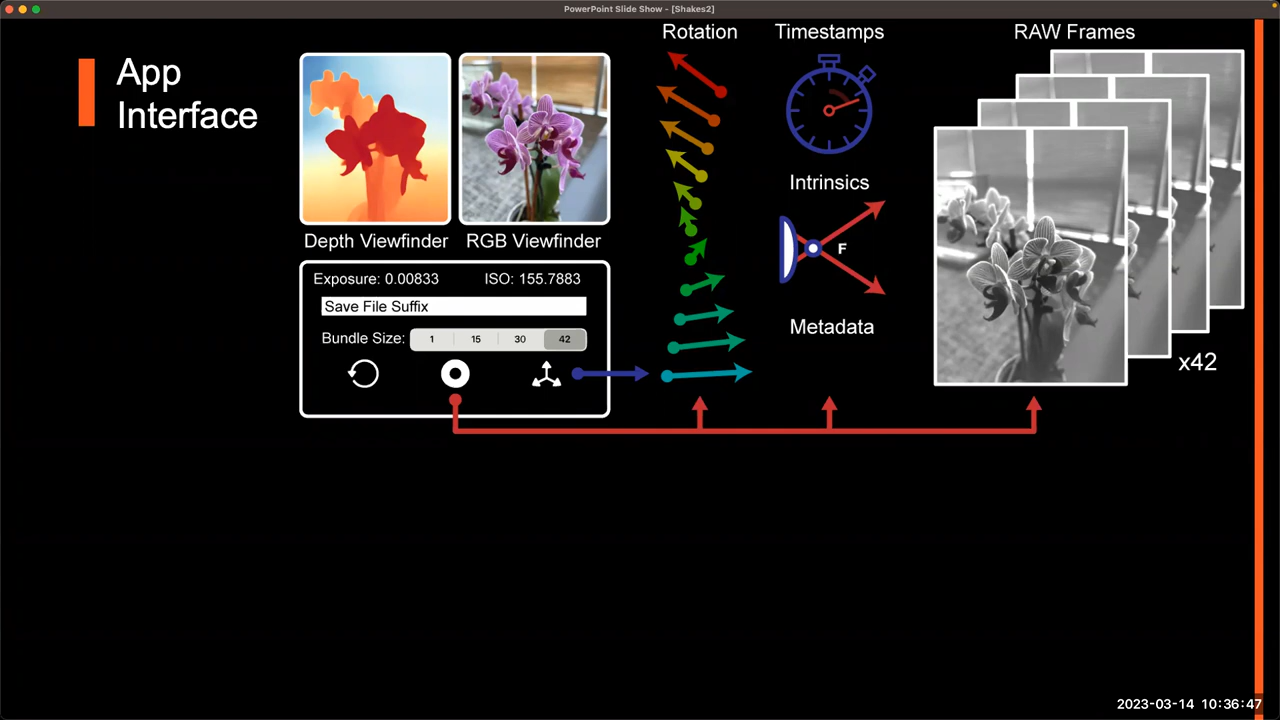 PowerPoint Slide Show - [Shakes2]
App
Interface
Depth Viewfinder
RGB Viewfinder
Exposure: 0.00833
ISO: 155.7883
Save File Suffix
Bundle Size:
1
15
30
42
Rotation
Timestamps
Intrinsics
F
Metadata
RAW Frames
x42
2023-03-14 10:36:47